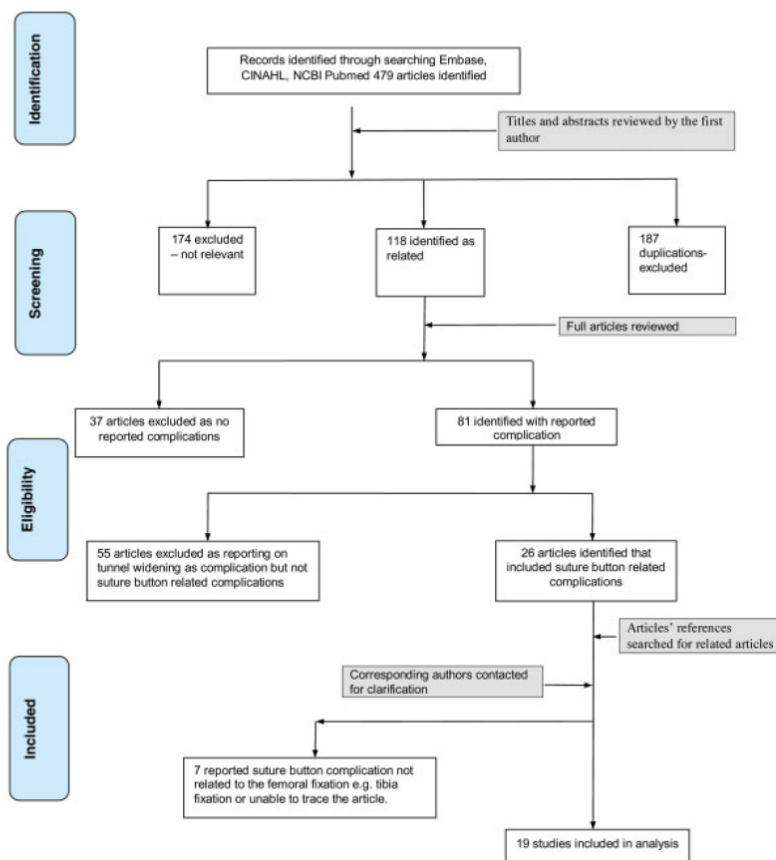 Identification
Records identified through searching Embase,
CINAHL, NCBI Pubmed 479 articles identified
Titles and abstracts reviewed by the first
author
Screening
174 excluded
– not relevant
118 identified as
related
187
duplications-
excluded
Full articles reviewed
37 articles excluded as no
reported complications
81 identified with reported
complication
Eligibility
55 articles excluded as reporting on
tunnel widening as complication but not
suture button related complications
26 articles identified that
included suture button related
complications
Articles' references
searched for related articles
Corresponding authors contacted
for clarification
Included
7 reported suture button complication not
related to the femoral fixation e.g. tibia
fixation or unable to trace the article.
19 studies included in analysis